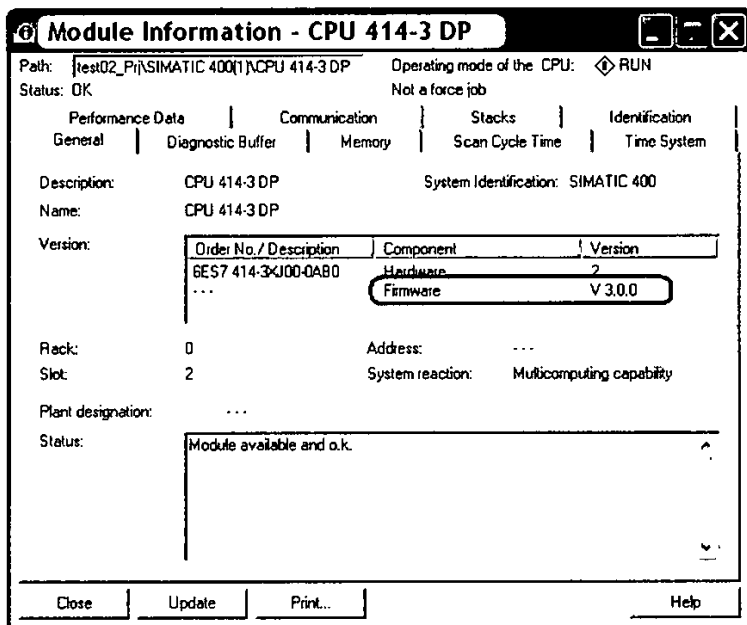 Module Information - CPU 414-3 DP
Path: test02_Prj\SIMATIC 400(1)\CPU 414-3 DP Operating mode of the CPU: RUN
Status: OK Not a force job
Performance Data Communication Stacks Identification
General Diagnostic Buffer Memory Scan Cycle Time Time System
Description: CPU 414-3 DP System Identification: SIMATIC 400
Name: CPU 414-3 DP
Version: Order No./ Description Component Version
6ES7 414-3XJ00-0AB0 Hardware 2
- - - Firmware V 3.0.0
Rack: 0 Address: - - -
Slot: 2 System reaction: Multicomputing capability
Plant designation: - - -
Status: Module available and o.k.
Close Update Print... Help